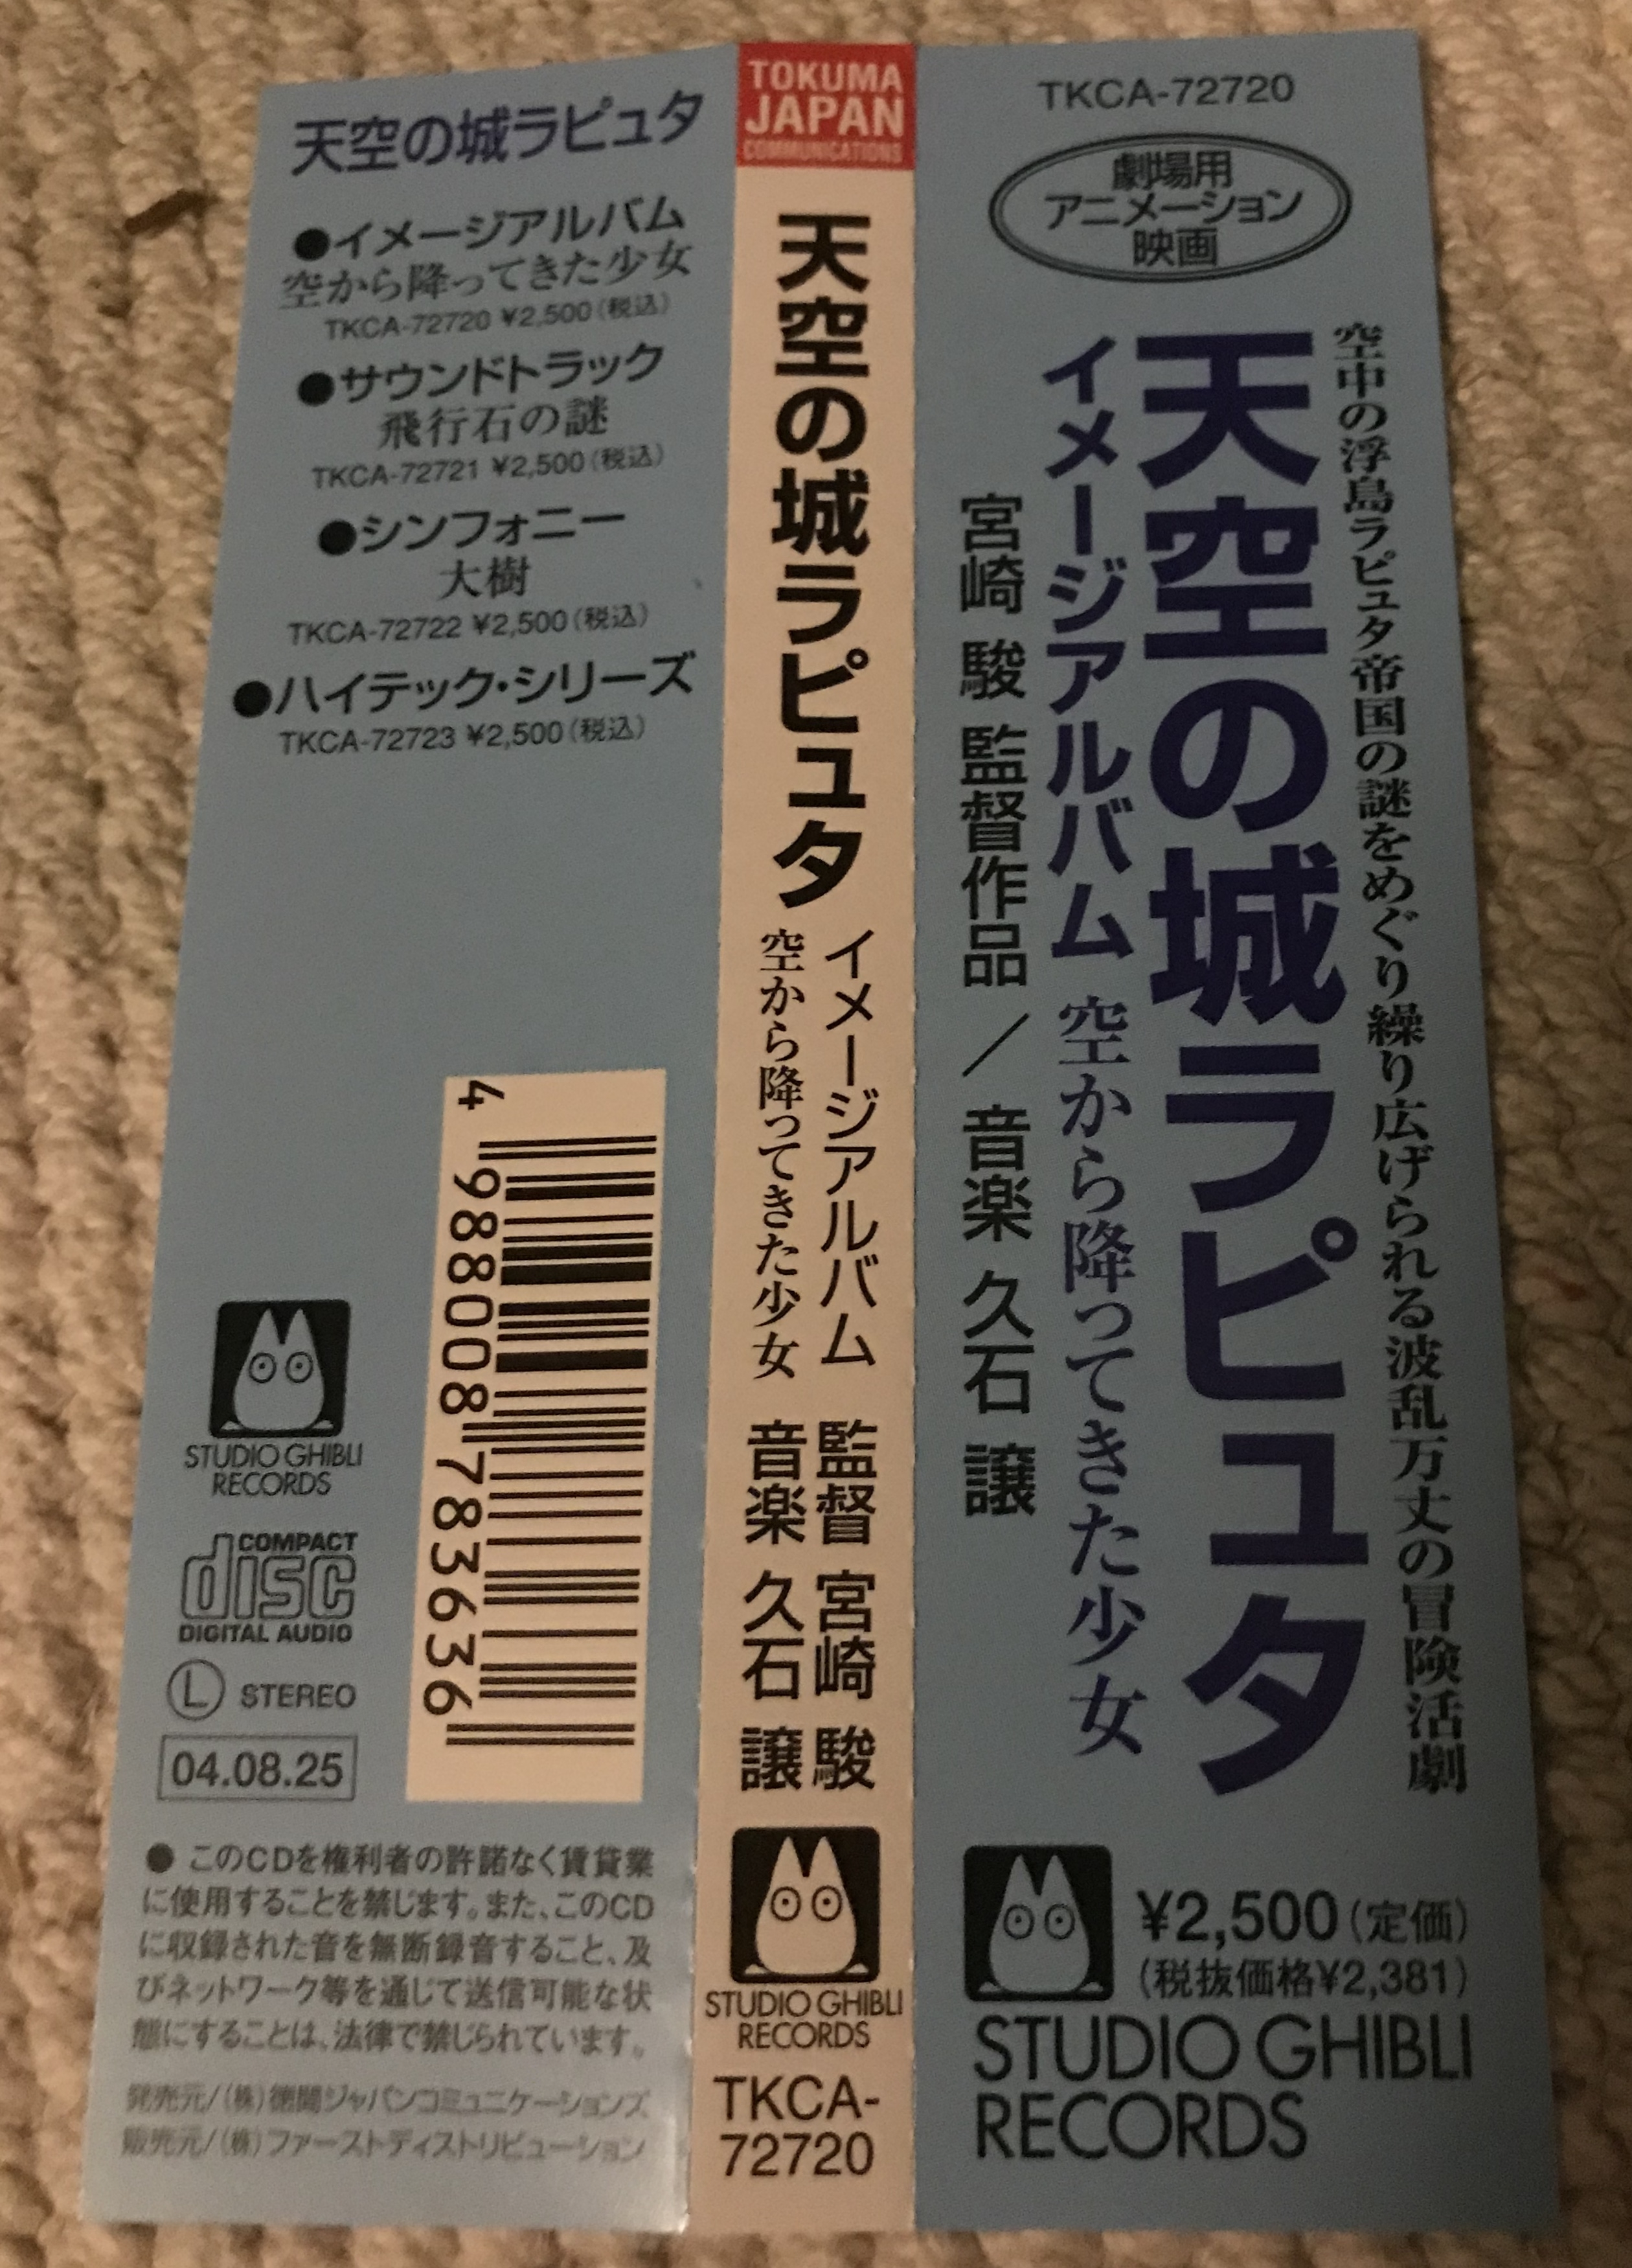 天空の城ラピュタ
●イメージアルバム
空から降ってきた少女
TKCA-72720 ¥2,500(税込)
●サウンドトラック
飛行石の謎
TKCA-72721 ¥2,500(税込)
●シンフォニー
大樹
TKCA-72722 ¥2,500(税込)
●ハイテック・シリーズ
TKCA-72723 ¥2,500(税込)
4 988008 783636
STUDIO GHIBLI
RECORDS
COMPACT
disc
DIGITAL AUDIO
Ⓛ STEREO
04.08.25
● このCDを権利者の許諾なく賃貸業
に使用することを禁じます。また、このCD
に収録された音を無断録音すること、及
びネットワーク等を通じて送信可能な状
態にすることは、法律で禁じられています。
発売元/(株)徳間ジャパンコミュニケーションズ
販売元/(株)ファーストディストリビューション
TOKUMA
JAPAN
COMMUNICATIONS
天空の城ラピュタ
イメージアルバム
空から降ってきた少女
監督 宮崎 駿
音楽 久石 譲
STUDIO GHIBLI
RECORDS
TKCA-
72720
TKCA-72720
劇場用
アニメーション
映画
空中の浮島ラピュタ帝国の謎をめぐり繰り広げられる波乱万丈の冒険活劇
天空の城ラピュタ
イメージアルバム 空から降ってきた少女
宮崎 駿 監督作品 / 音楽 久石 譲
¥2,500(定価)
(税抜価格¥2,381)
STUDIO GHIBLI
RECORDS